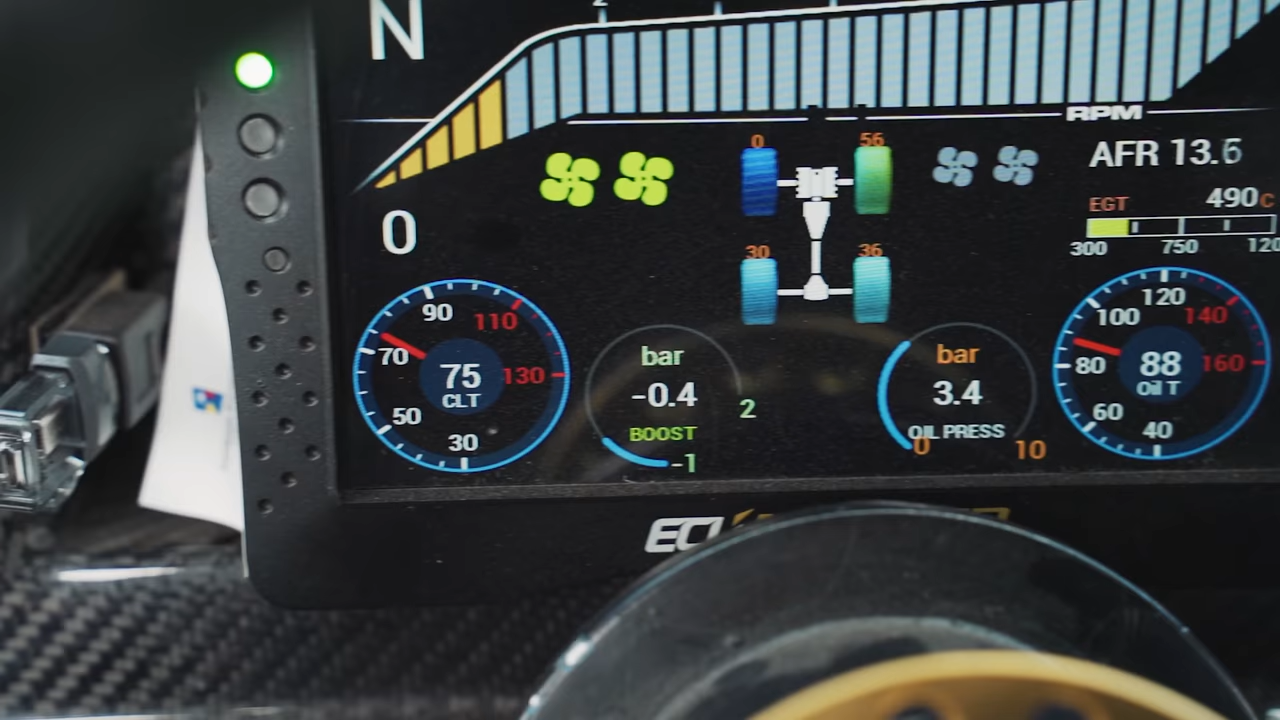 N
2
RPM
0 56
AFR 13.6
EGT 490C
300 750 120
30 36
0
90 110
70 75 130
CLT
50 30
bar
-0.4
BOOST
2
-1
bar
3.4
OIL PRESS
0 10
120
100 140
80 88 160
Oil T
60 40